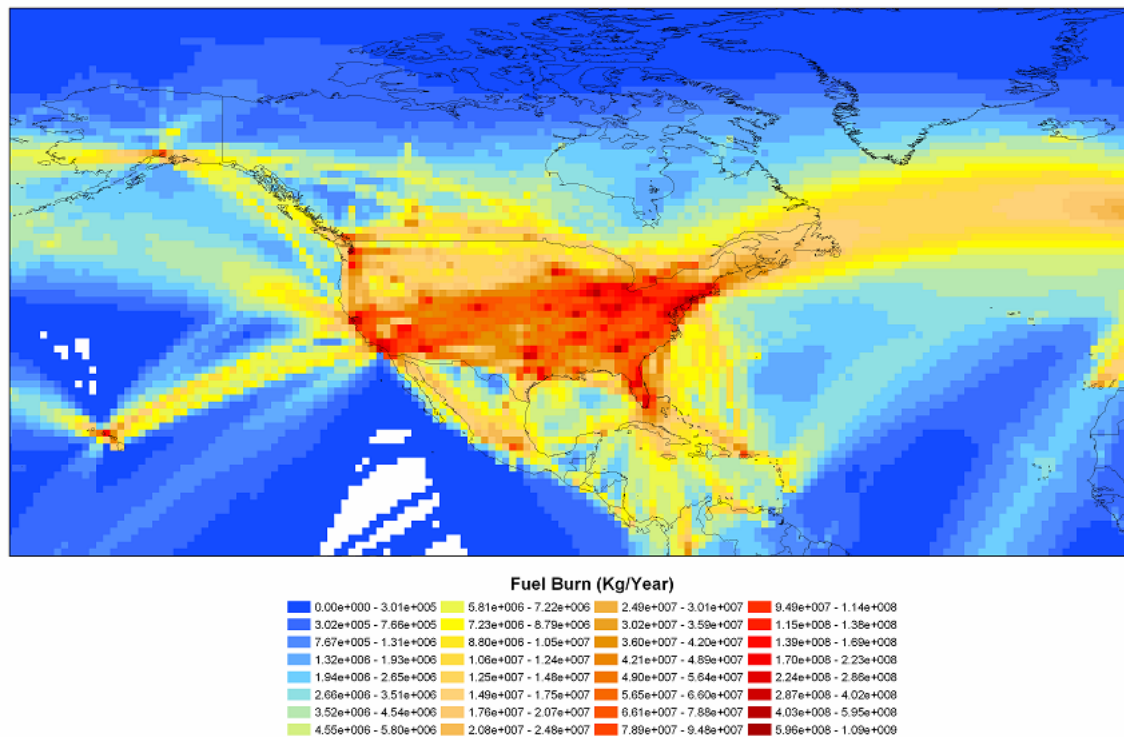 Fuel Burn (Kg/Year)
0.00e+000 - 3.01e+005 5.81e+006 - 7.22e+006 2.49e+007 - 3.01e+007 9.49e+007 - 1.14e+008
3.02e+005 - 7.66e+005 7.23e+006 - 8.79e+006 3.02e+007 - 3.59e+007 1.15e+008 - 1.38e+008
7.67e+005 - 1.31e+006 8.80e+006 - 1.05e+007 3.60e+007 - 4.20e+007 1.39e+008 - 1.69e+008
1.32e+006 - 1.93e+006 1.06e+007 - 1.24e+007 4.21e+007 - 4.89e+007 1.70e+008 - 2.23e+008
1.94e+006 - 2.65e+006 1.25e+007 - 1.48e+007 4.90e+007 - 5.64e+007 2.24e+008 - 2.86e+008
2.66e+006 - 3.51e+006 1.49e+007 - 1.75e+007 5.65e+007 - 6.60e+007 2.87e+008 - 4.02e+008
3.52e+006 - 4.54e+006 1.76e+007 - 2.07e+007 6.61e+007 - 7.88e+007 4.03e+008 - 5.95e+008
4.55e+006 - 5.80e+006 2.08e+007 - 2.48e+007 7.89e+007 - 9.48e+007 5.96e+008 - 1.09e+009